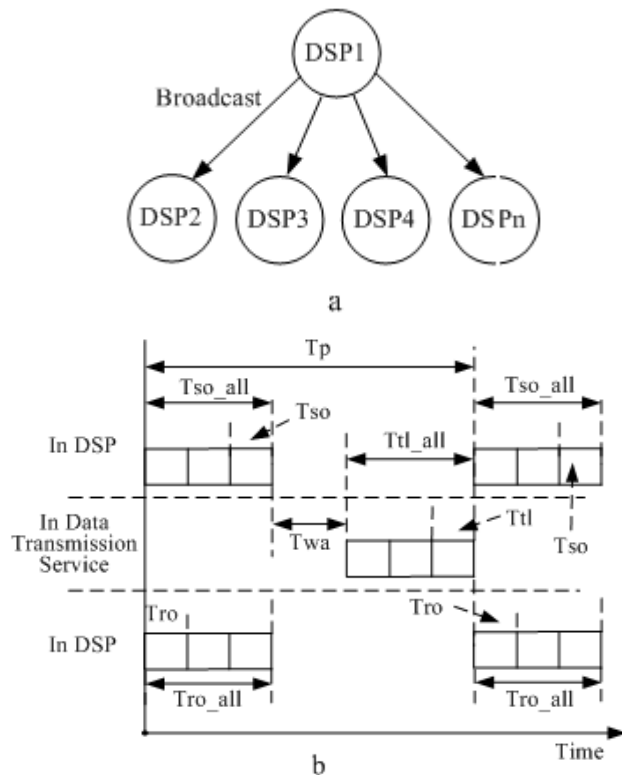 DSP1
Broadcast
DSP2 DSP3 DSP4 DSPn
a
Tp
Tso_all Tso_all
Tso
In DSP
Ttl_all
In Data
Transmission
Service
Twa
Ttl
Tso
Tro Tro
In DSP
Tro_all Tro_all
Time
b